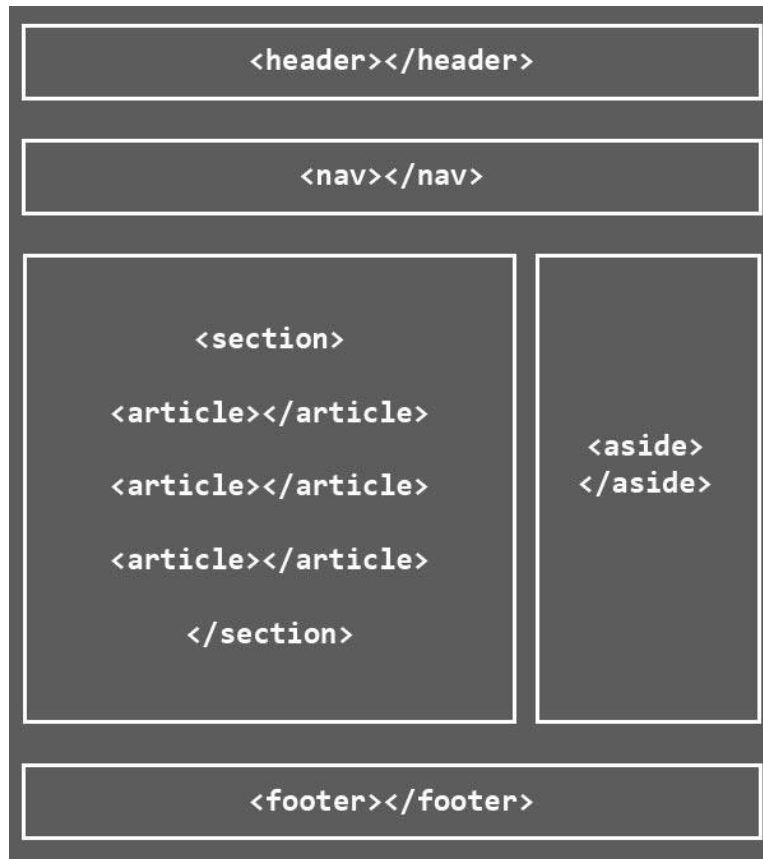 <header></header>
<nav></nav>
<section>
<article></article>
<article></article>
<article></article>
</section>
<aside>
</aside>
<footer></footer>